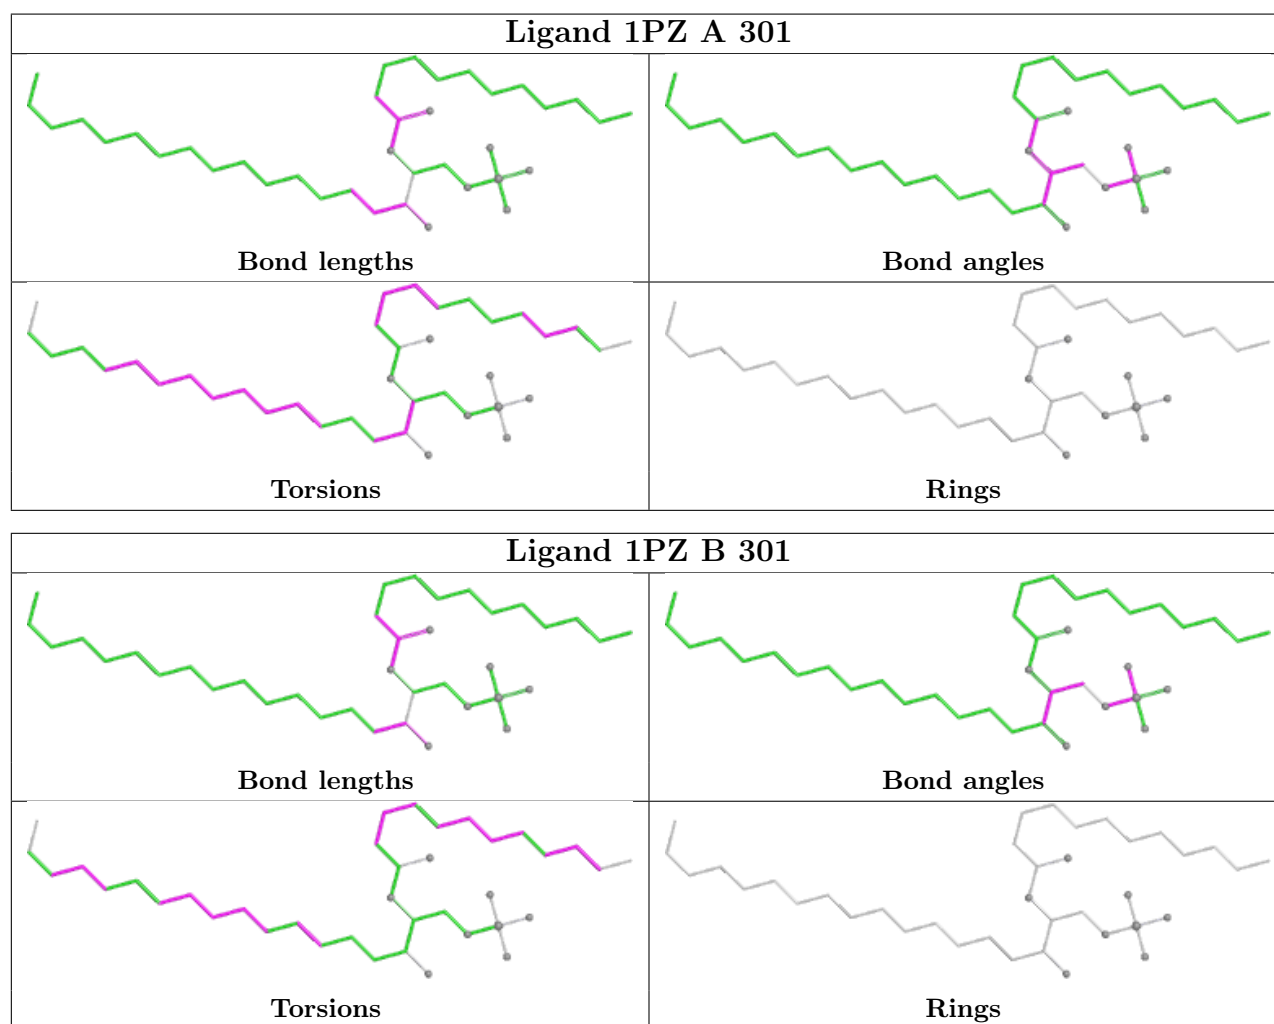 Ligand 1PZ A 301
Bond lengths
Bond angles
Torsions
Rings
Ligand 1PZ B 301
Bond lengths
Bond angles
Torsions
Rings